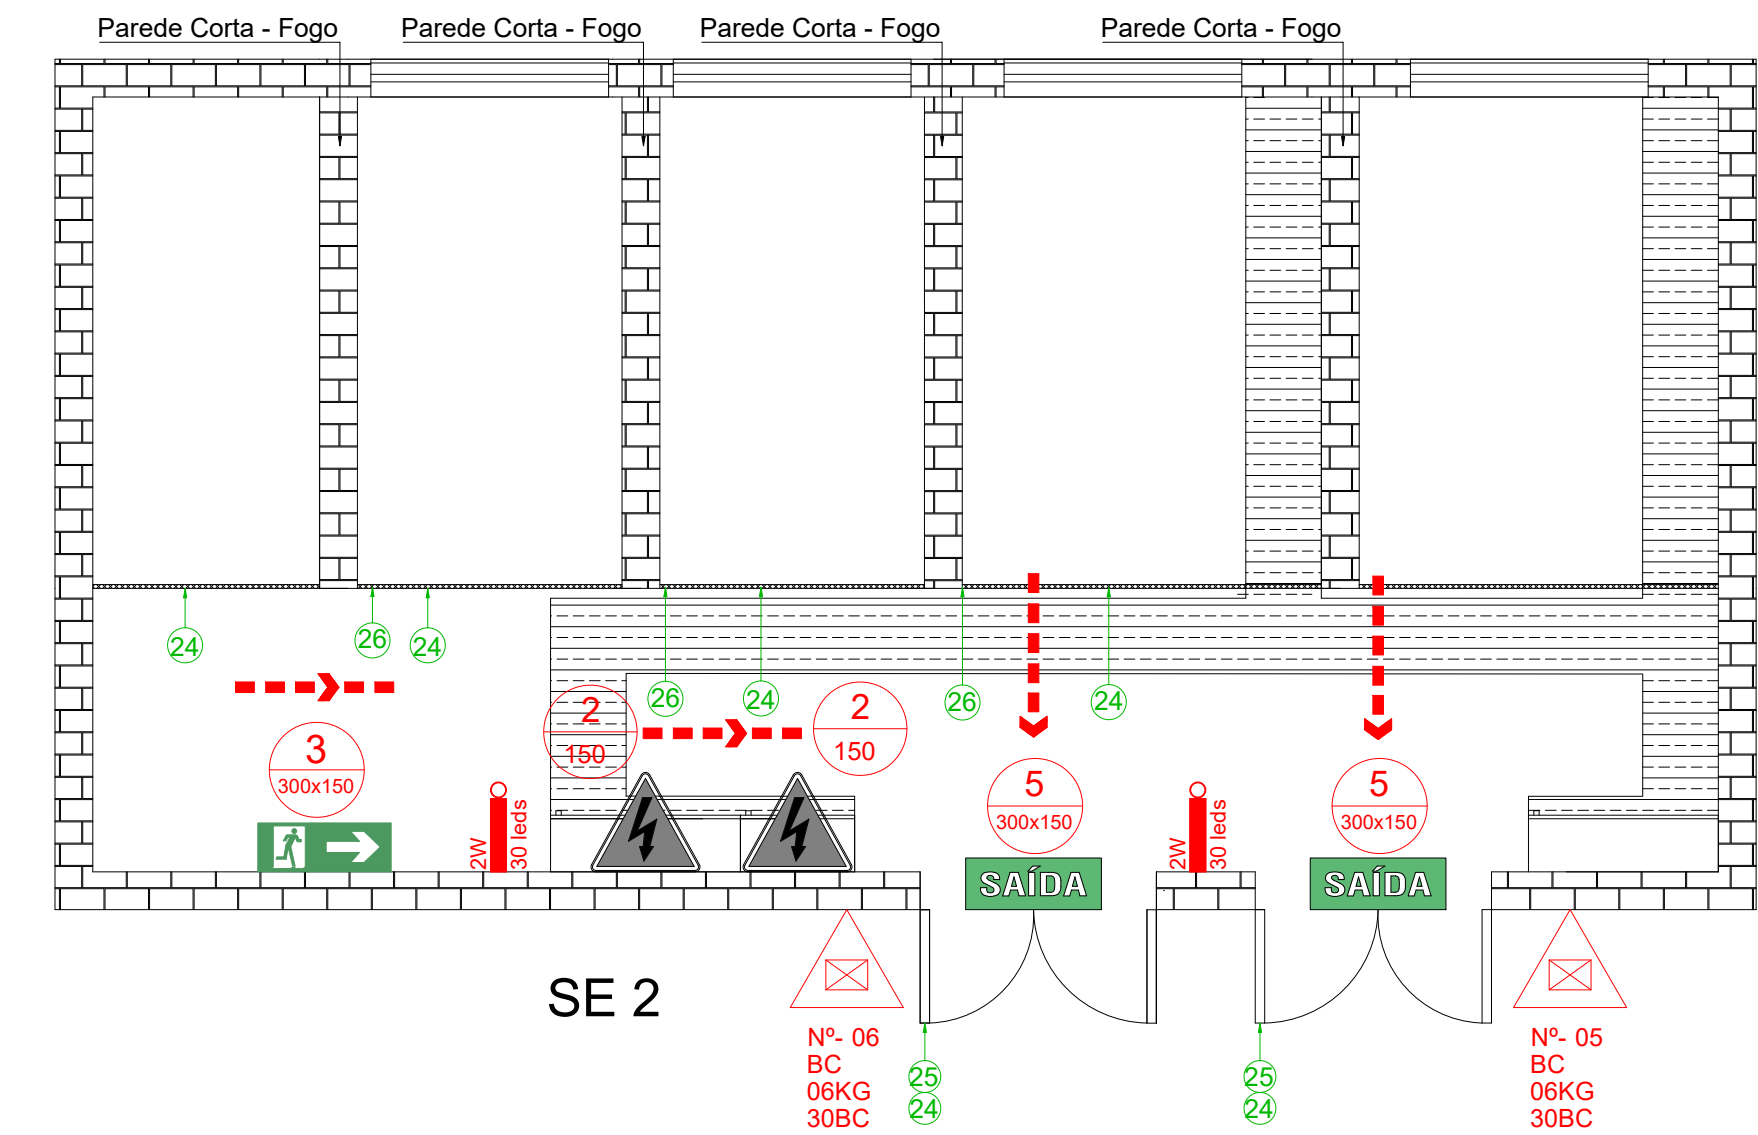 Parede Corta - Fogo
Parede Corta - Fogo
Parede Corta - Fogo
Parede Corta - Fogo
24
26
24
26
24
26
24
2
150
2
150
3
300x150
5
300x150
5
300x150
2W
30 leds
2W
30 leds
SAÍDA
SAÍDA
SE 2
Nº- 06
BC
06KG
30BC
25
24
25
24
Nº- 05
BC
06KG
30BC